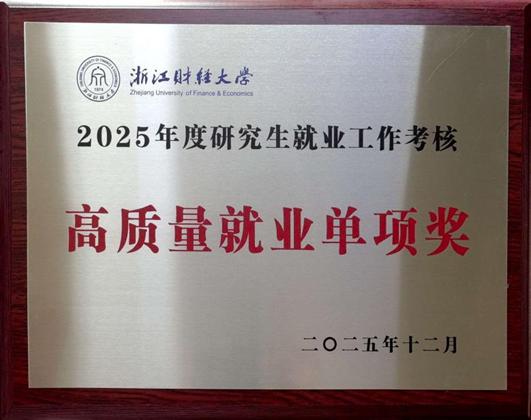 浙江财经大学
Zhejiang University of Finance & Economics
2025年度研究生就业工作考核
高质量就业单项奖
二〇二五年十二月